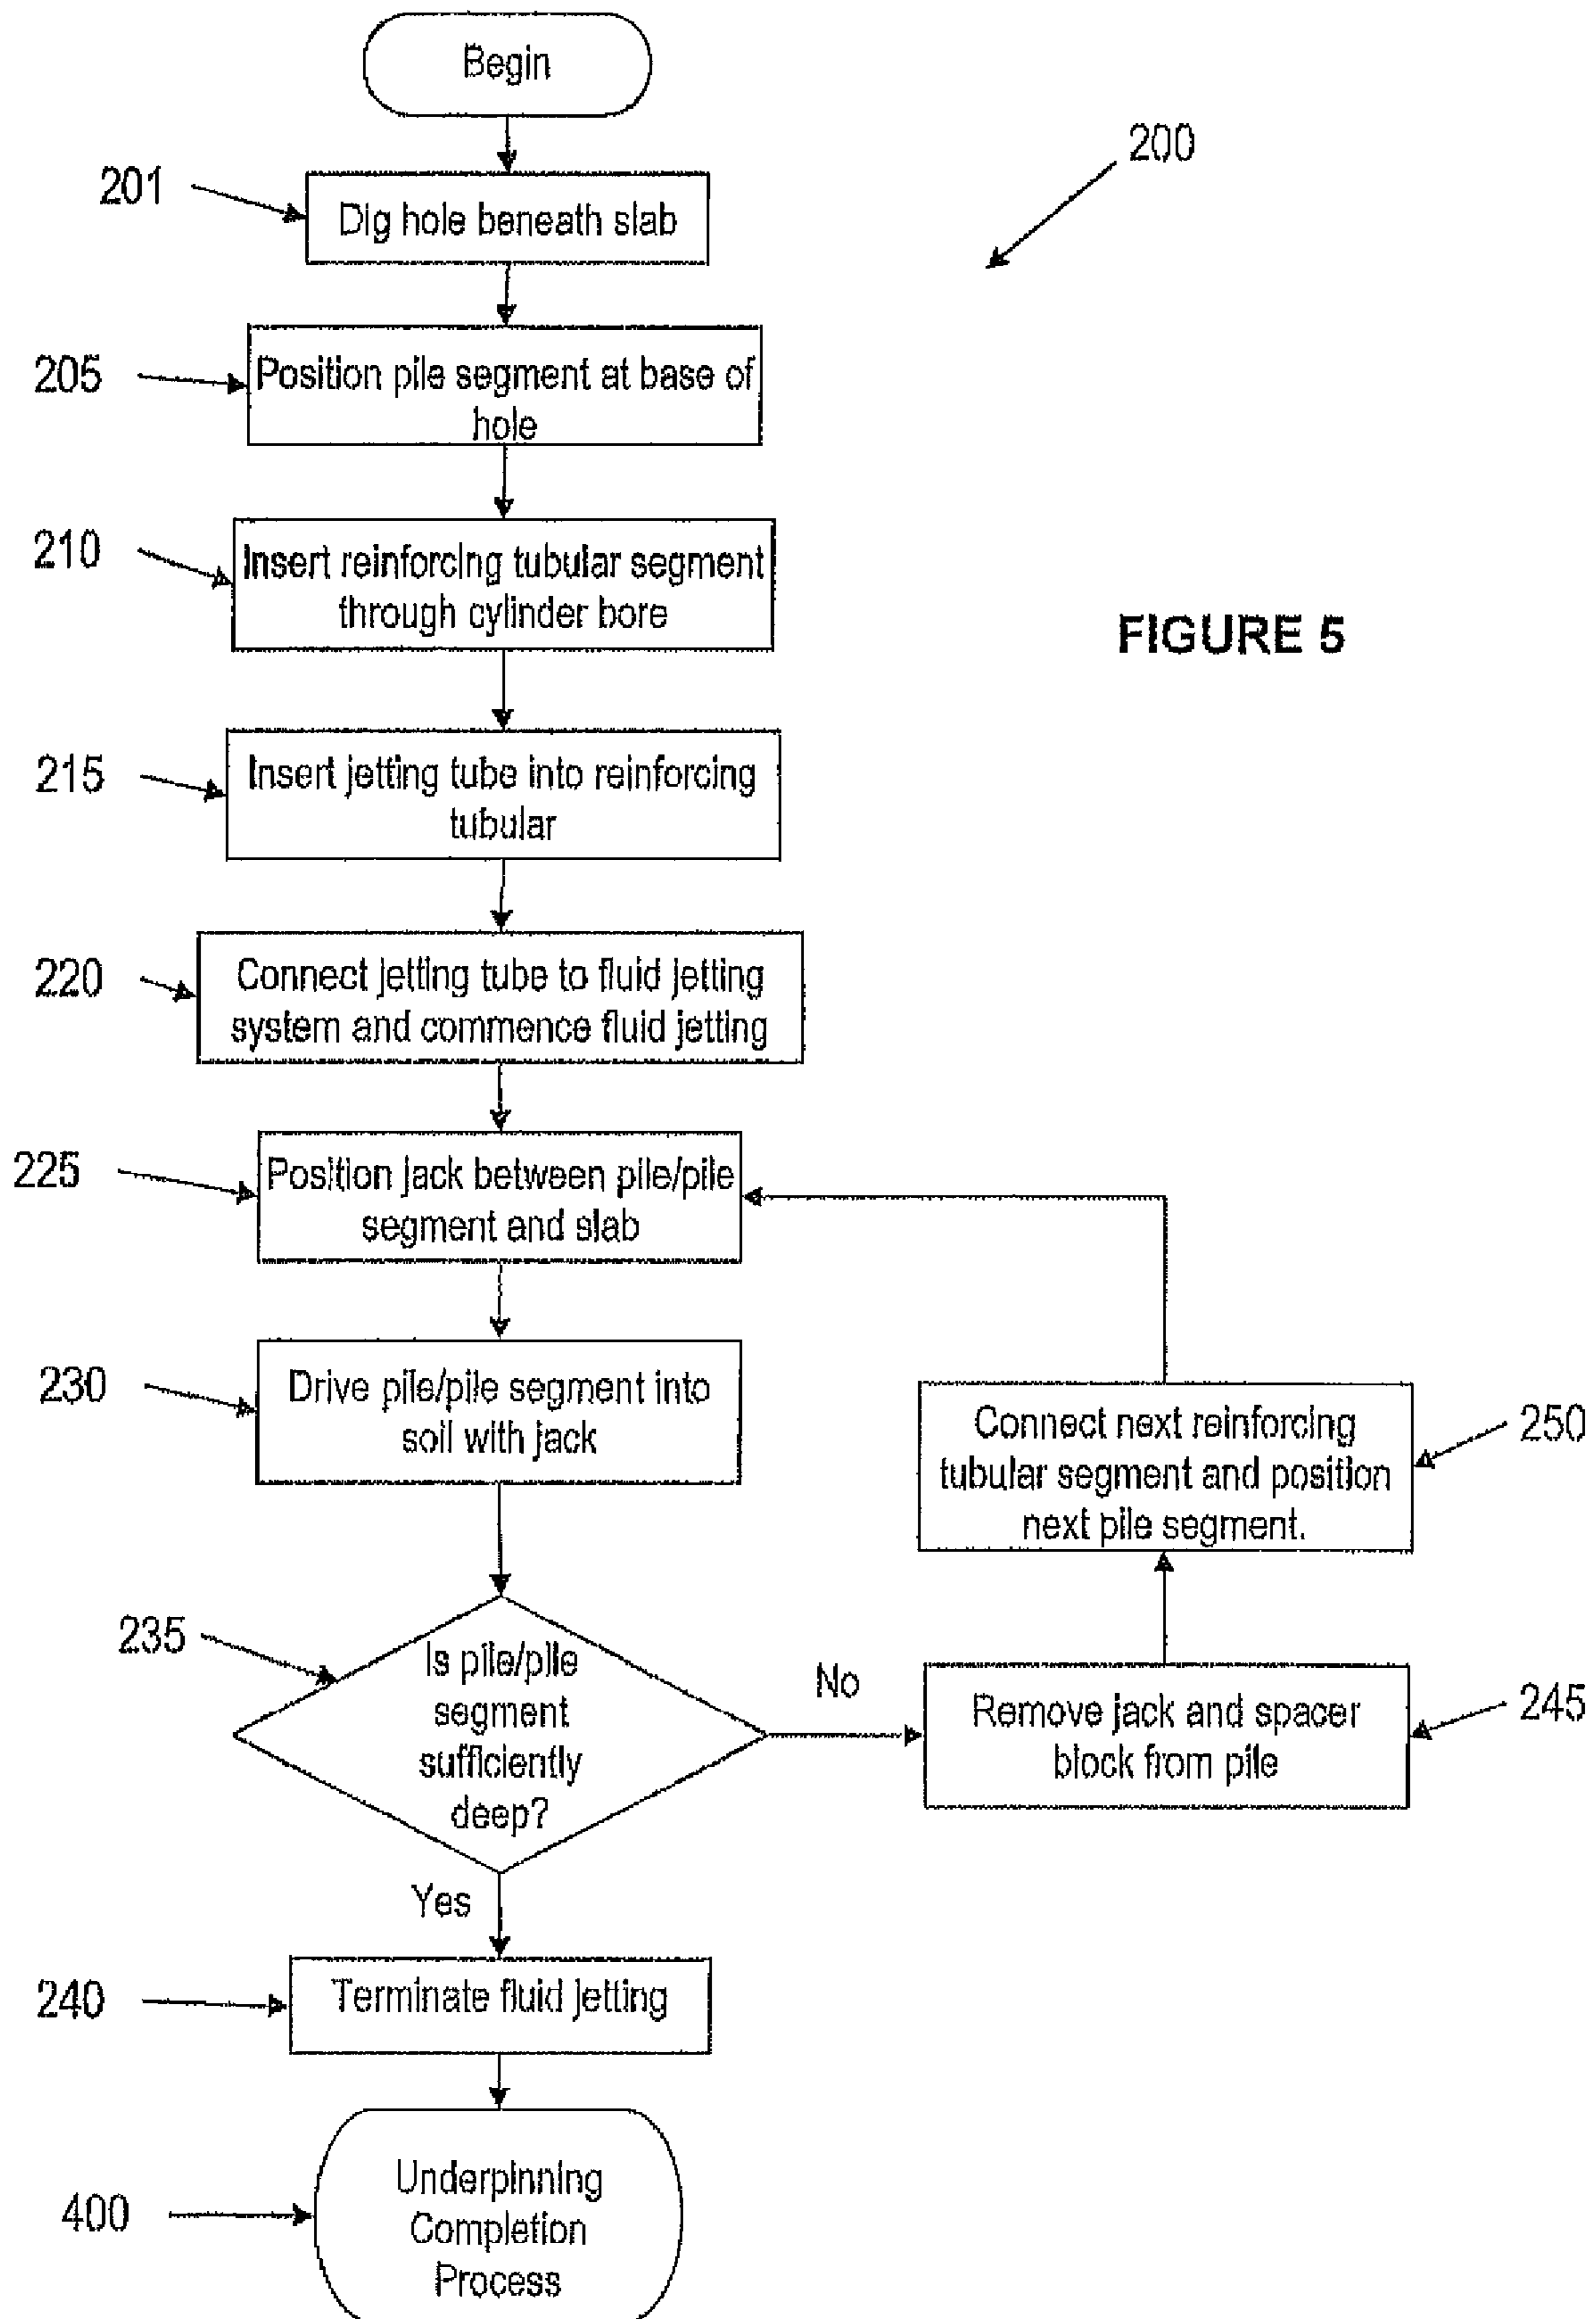 Begin
200
201
Dig hole beneath slab
205
Position pile segment at base of
hole
210
Insert reinforcing tubular segment
through cylinder bore
FIGURE 5
215
Insert jetting tube into reinforcing
tubular
220
Connect jetting tube to fluid jetting
system and commence fluid jetting
225
Position jack between pile/pile
segment and slab
230
Drive pile/pile segment into
soil with jack
Connect next reinforcing
tubular segment and position
next pile segment.
250
235
Is pile/pile
segment
sufficiently
deep?
No
Remove jack and spacer
block from pile
245
Yes
240
Terminate fluid jetting
400
Underpinning
Completion
Process